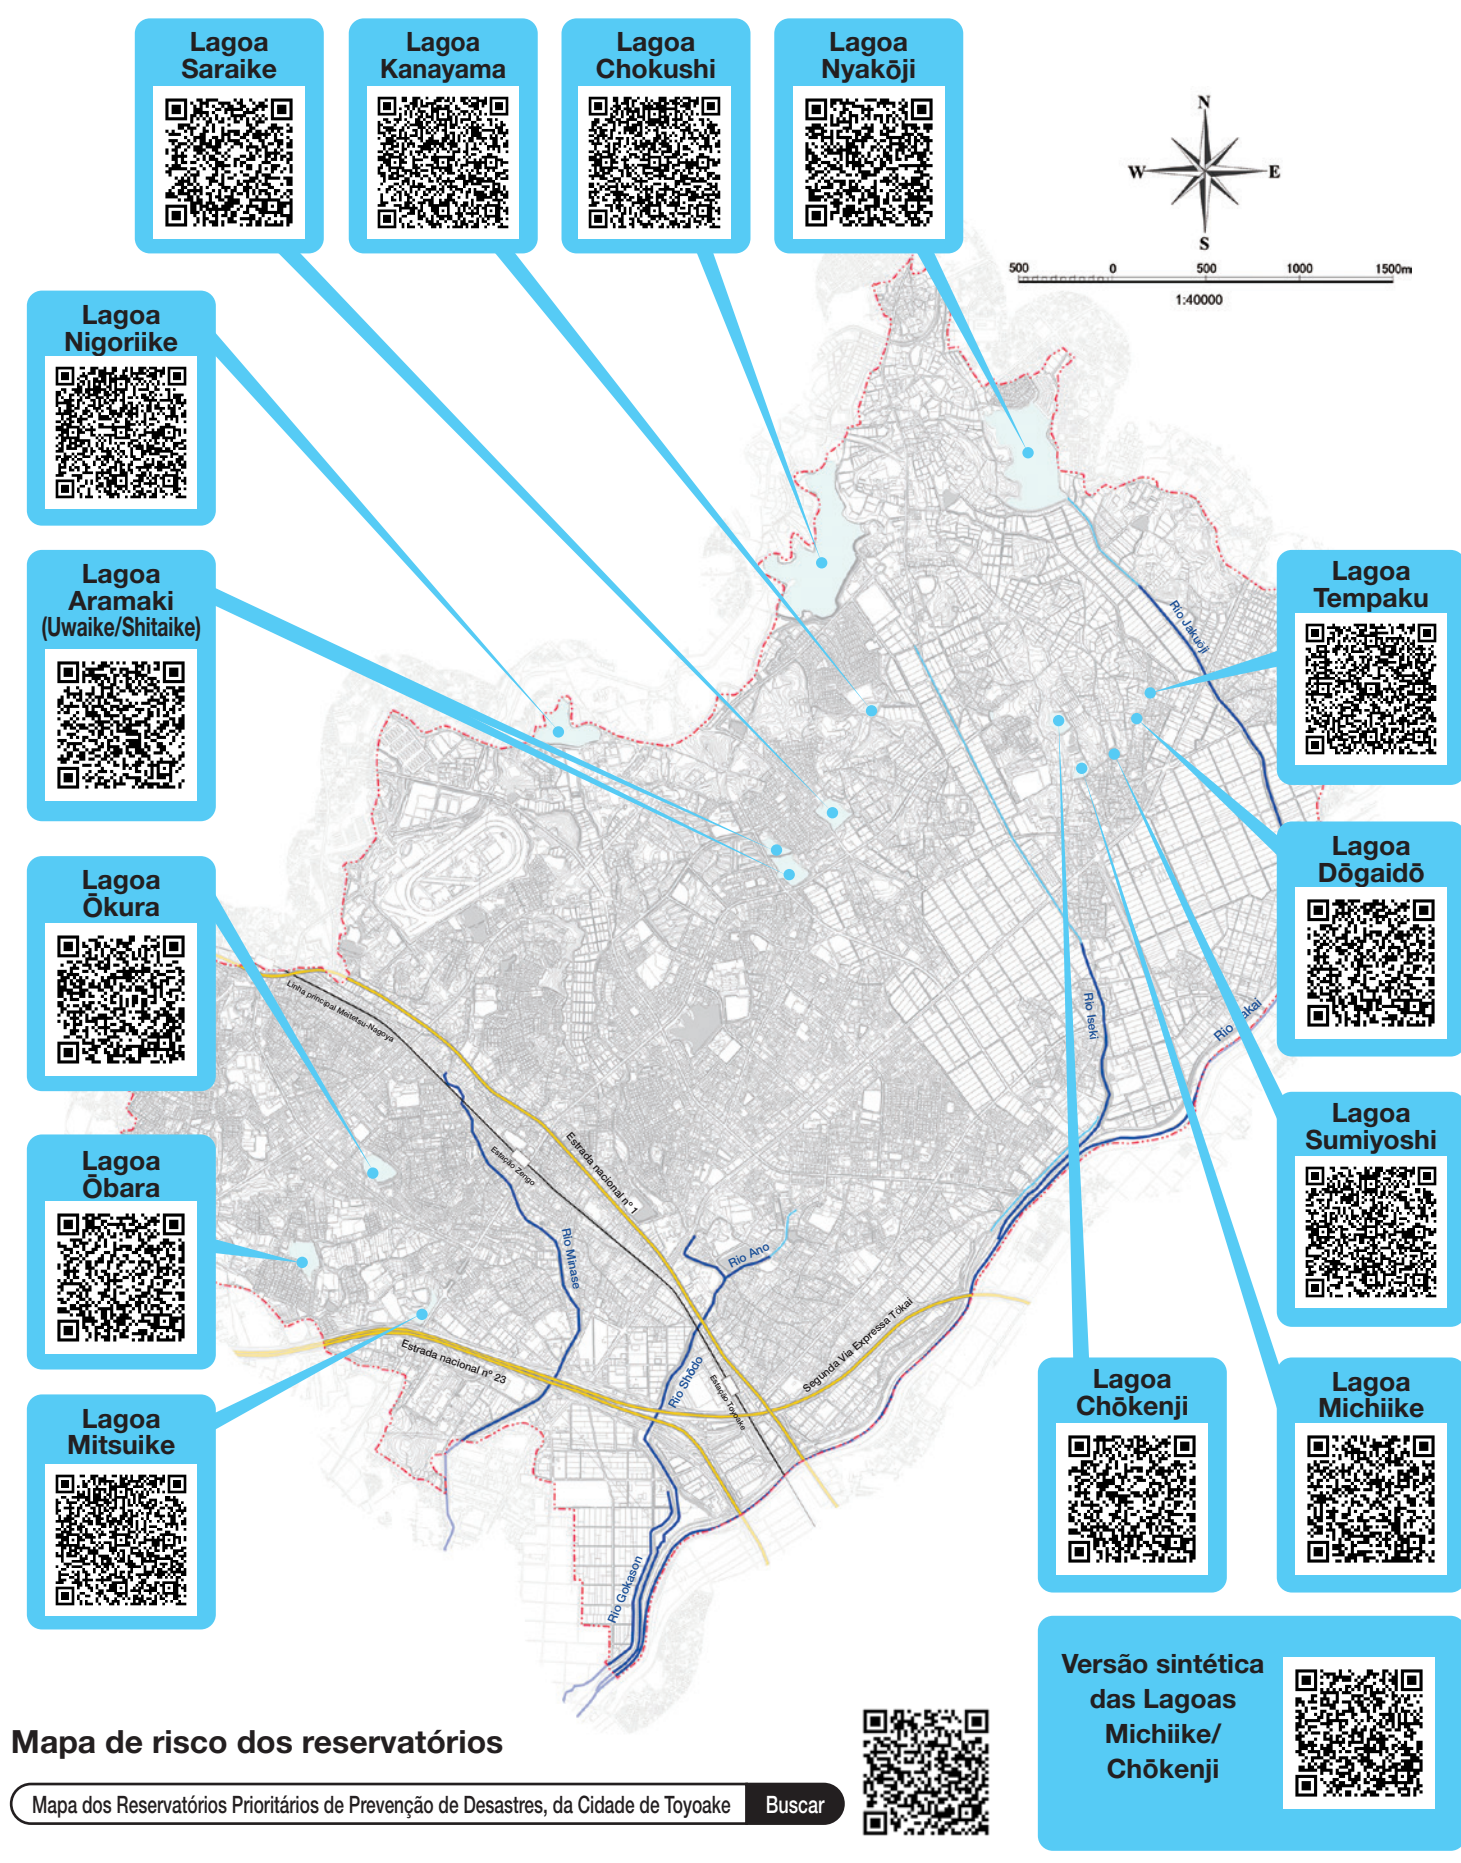 Lagoa
Saraike
Lagoa
Kanayama
Lagoa
Chokushi
Lagoa
Nyakōji
N
W
E
S
500
0
500
1000
1500m
1:40000
Lagoa
Nigoriike
Lagoa
Aramaki
(Uwaike/Shitaike)
Lagoa
Tempaku
Rio Jakuoji
Lagoa
Dōgaidō
Lagoa
Ōkura
Linha principal Meitetsu-Nagoya
Rio Iseki
Rio
Lagoa
Sumiyoshi
Lagoa
Ōbara
Estação Zengo
Estrada nacional nº 1
Rio Minase
Rio Ano
Segunda Via Expressa Tōkai
Estrada nacional nº 23
Rio Shōdo
Estação Toyoake
Lagoa
Chōkenji
Lagoa
Michiike
Lagoa
Mitsuike
Rio Gokason
Versão sintética
das Lagoas
Michiike/
Chōkenji
Mapa de risco dos reservatórios
Mapa dos Reservatórios Prioritários de Prevenção de Desastres, da Cidade de Toyoake
Buscar